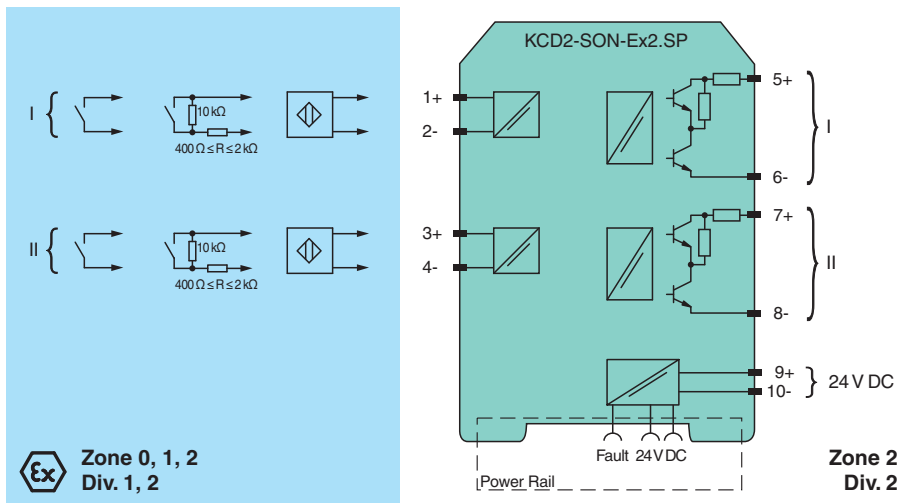 KCD2-SON-Ex2.SP
I
10 kΩ
400 Ω ≤ R ≤ 2 kΩ
1+
2-
5+
I
6-
II
10 kΩ
400 Ω ≤ R ≤ 2 kΩ
3+
4-
7+
II
8-
9+
10-
24 V DC
Fault 24 V DC
Power Rail
Ex
Zone 0, 1, 2
Div. 1, 2
Zone 2
Div. 2